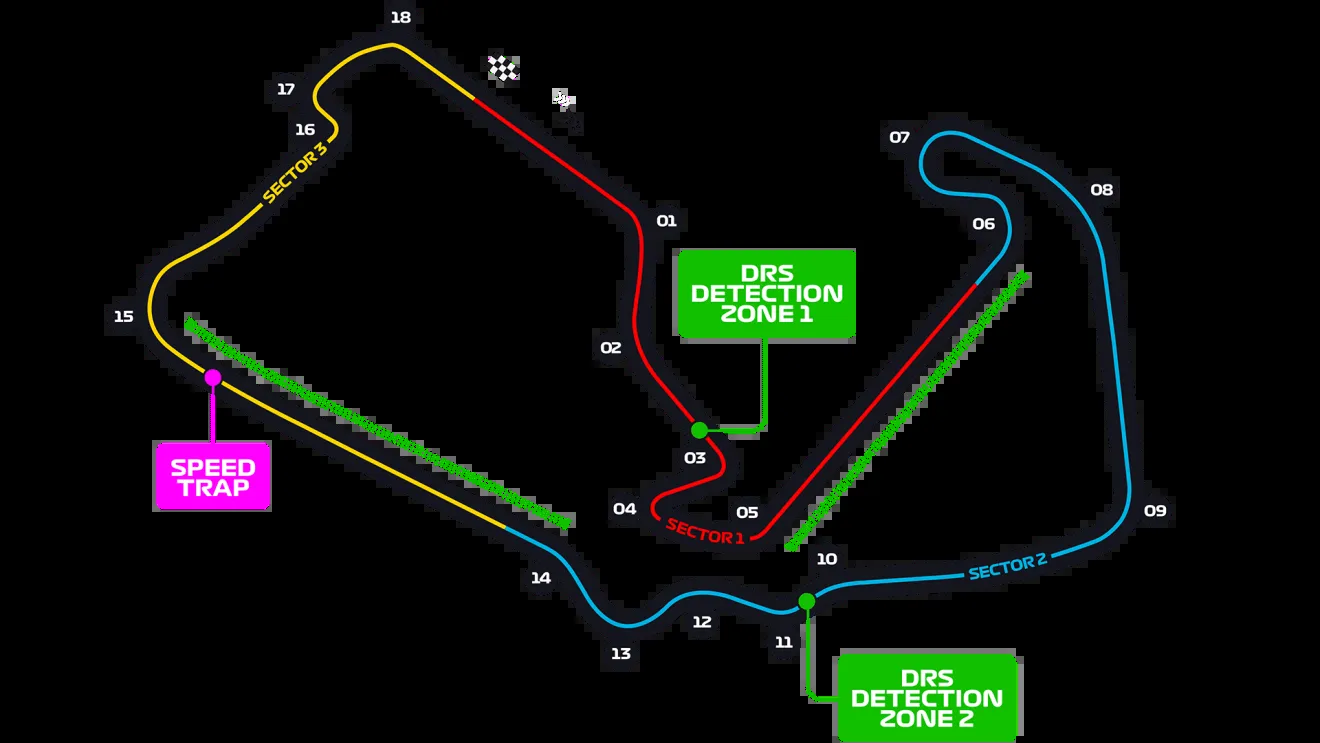 18
17
16
SECTOR 3
15
SPEED
TRAP
01
02
DRS
DETECTION
ZONE 1
03
04
SECTOR 1
05
06
07
08
09
SECTOR 2
10
11
12
13
14
DRS
DETECTION
ZONE 2